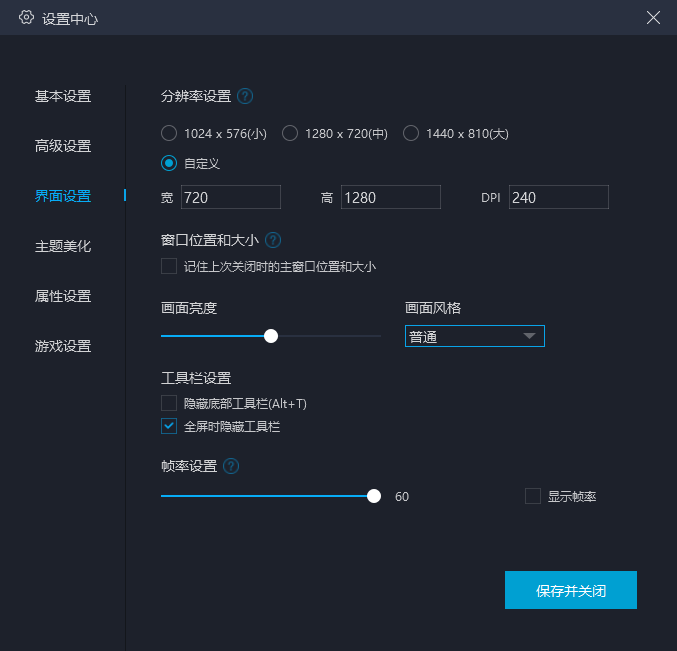 设置中心
基本设置
高级设置
界面设置
主题美化
属性设置
游戏设置
分辨率设置 ?
1024 x 576(小) 1280 x 720(中) 1440 x 810(大)
自定义
宽 720 高 1280 DPI 240
窗口位置和大小 ?
记住上次关闭时的主窗口位置和大小
画面亮度 画面风格
普通
工具栏设置
隐藏底部工具栏(Alt+T)
全屏时隐藏工具栏
帧率设置 ?
60 显示帧率
保存并关闭